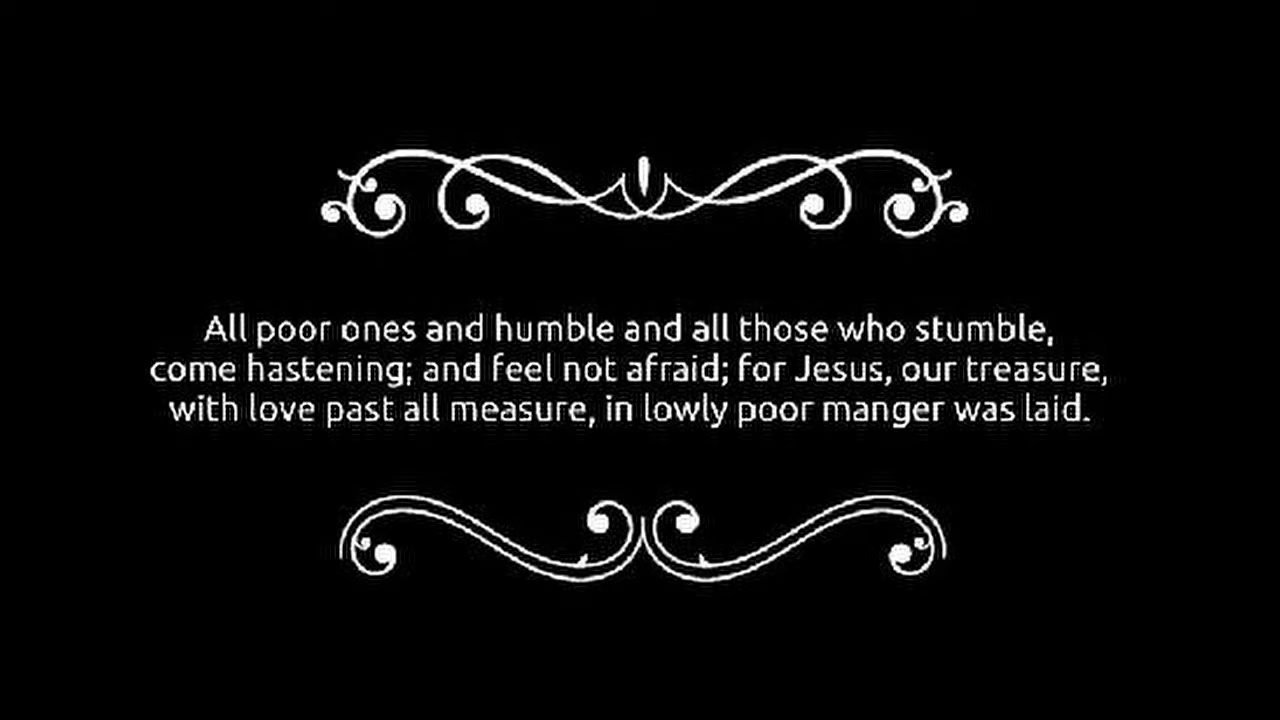 All poor ones and humble and all those who stumble,
come hastening; and feel not afraid; for Jesus, our treasure,
with love past all measure, in lowly poor manger was laid.